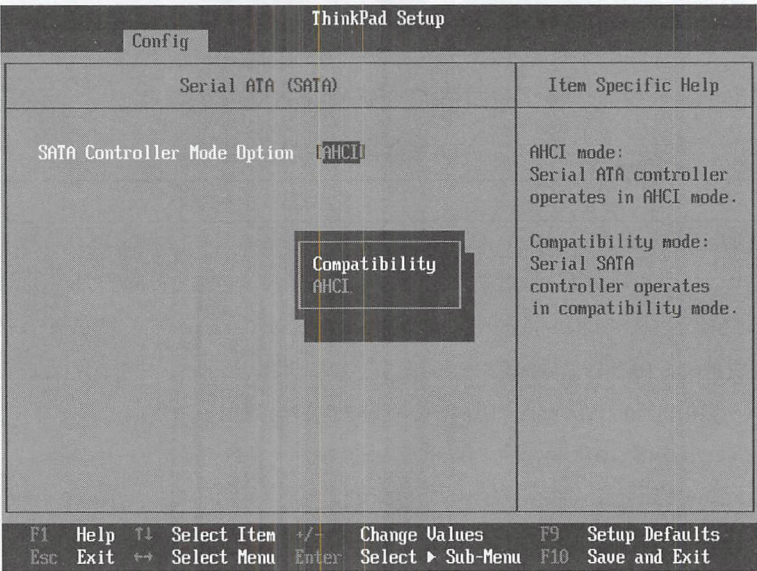 ThinkPad Setup
Config
Serial ATA (SATA)
Item Specific Help
SATA Controller Mode Option [AHCI]
AHCI mode:
Serial ATA controller
operates in AHCI mode.
Compatibility mode:
Serial SATA
controller operates
in compatibility mode.
Compatibility
AHCI
F1 Help ↑↓ Select Item +/- Change Values F9 Setup Defaults
Esc Exit ↔ Select Menu Enter Select ▶ Sub-Menu F10 Save and Exit